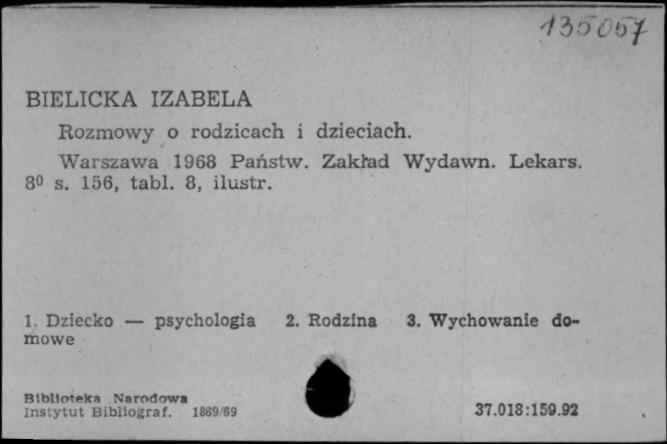 135057
BIELICKA IZABELA
Rozmowy o rodzicach i dzieciach.
Warszawa 1968 Państw. Zakład Wydawn. Lekars.
8⁰ s. 156, tabl. 8, ilustr.
1. Dziecko — psychologia 2. Rodzina 3. Wychowanie do-
mowe
Biblioteka Narodowa
Instytut Bibliograf. 1869/69 37.018:159.92